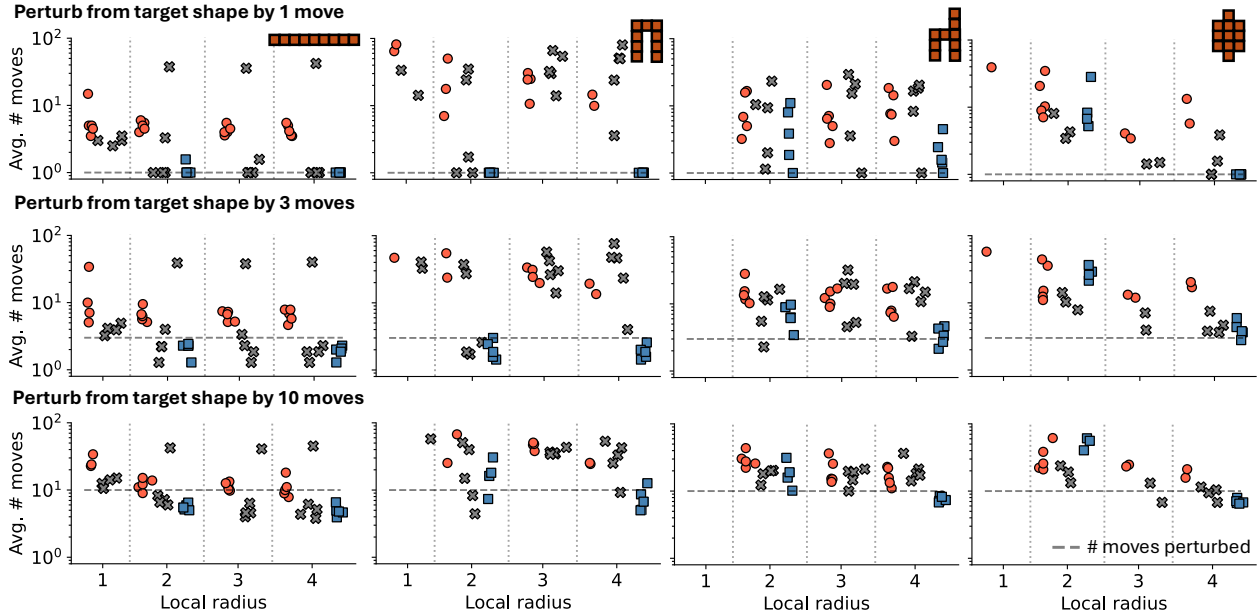 Perturb from target shape by 1 move
Avg. # moves
10²
10¹
10⁰
Perturb from target shape by 3 moves
Avg. # moves
10²
10¹
10⁰
Perturb from target shape by 10 moves
Avg. # moves
10²
10¹
10⁰
# moves perturbed
1 2 3 4
1 2 3 4
1 2 3 4
1 2 3 4
Local radius
Local radius
Local radius
Local radius